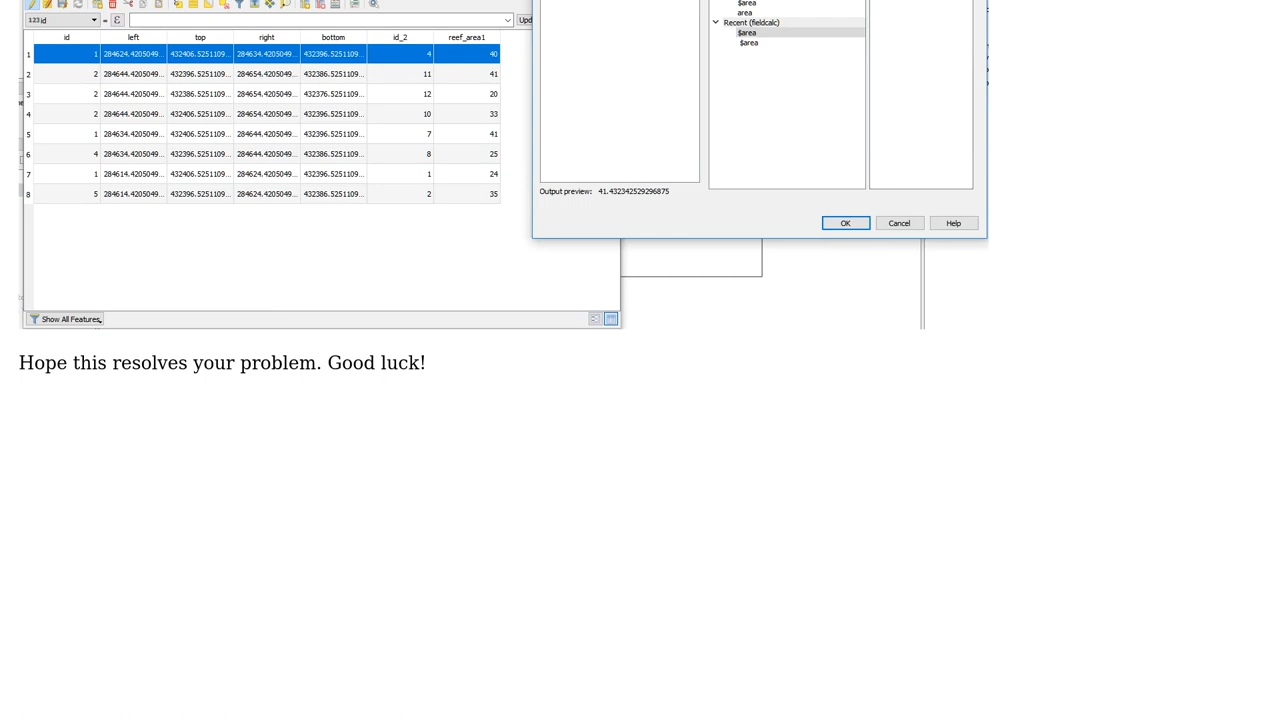 $area
area
Recent (fieldcalc)
$area
$area
123 id = ε
id left top right bottom id_2 reef_area1
1 1 284624.4205049... 432406.5251109... 284634.4205049... 432396.5251109... 4 40
2 2 284644.4205049... 432396.5251109... 284654.4205049... 432386.5251109... 11 41
3 2 284644.4205049... 432386.5251109... 284654.4205049... 432376.5251109... 12 20
4 2 284644.4205049... 432406.5251109... 284654.4205049... 432396.5251109... 10 33
5 1 284634.4205049... 432406.5251109... 284644.4205049... 432396.5251109... 7 41
6 4 284634.4205049... 432396.5251109... 284644.4205049... 432386.5251109... 8 25
7 1 284614.4205049... 432406.5251109... 284624.4205049... 432396.5251109... 1 24
8 5 284614.4205049... 432396.5251109... 284624.4205049... 432386.5251109... 2 35
Output preview: 41.432342529296875
OK Cancel Help
Show All Features
Hope this resolves your problem. Good luck!